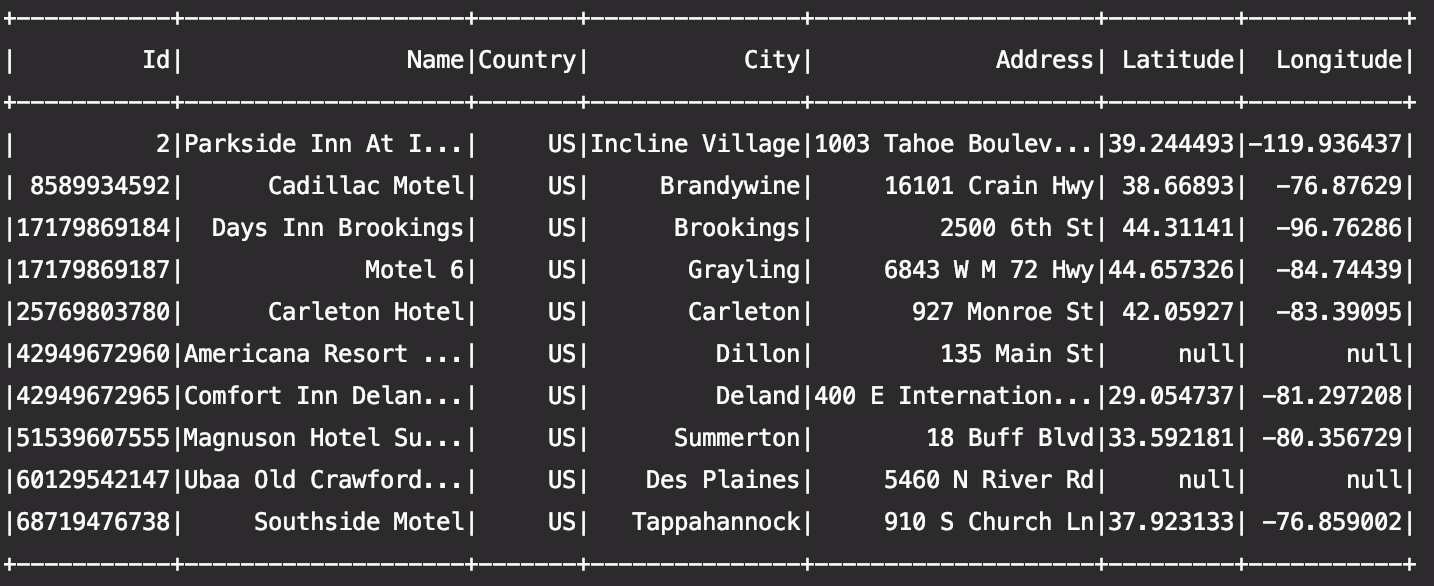 +-----------+--------------------+-------+---------------+--------------------+---------+-----------+
|         Id|                Name|Country|           City|             Address| Latitude|  Longitude|
+-----------+--------------------+-------+---------------+--------------------+---------+-----------+
|          2|Parkside Inn At I...|     US|Incline Village|1003 Tahoe Boulev...|39.244493|-119.936437|
| 8589934592|      Cadillac Motel|     US|     Brandywine|     16101 Crain Hwy| 38.66893|  -76.87629|
|17179869184|  Days Inn Brookings|     US|      Brookings|         2500 6th St| 44.31141|  -96.76286|
|17179869187|             Motel 6|     US|       Grayling|     6843 W M 72 Hwy|44.657326|  -84.74439|
|25769803780|      Carleton Hotel|     US|       Carleton|       927 Monroe St| 42.05927|  -83.39095|
|42949672960|Americana Resort ...|     US|         Dillon|         135 Main St|     null|       null|
|42949672965|Comfort Inn Delan...|     US|         Deland|400 E Internation...|29.054737| -81.297208|
|51539607555|Magnuson Hotel Su...|     US|      Summerton|        18 Buff Blvd|33.592181| -80.356729|
|60129542147|Ubaa Old Crawford...|     US|    Des Plaines|     5460 N River Rd|     null|       null|
|68719476738|     Southside Motel|     US|   Tappahannock|     910 S Church Ln|37.923133| -76.859002|
+-----------+--------------------+-------+---------------+--------------------+---------+-----------+